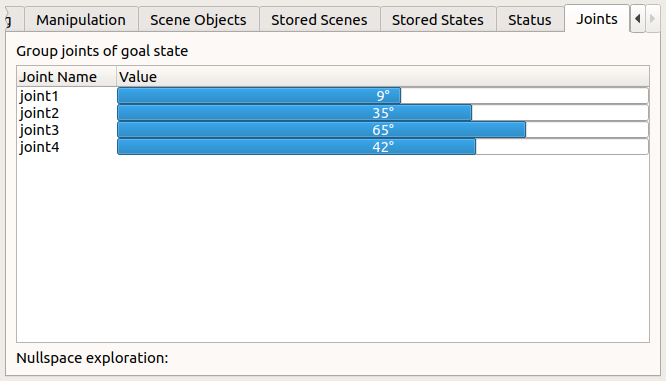 g Manipulation Scene Objects Stored Scenes Stored States Status Joints
Group joints of goal state
Joint Name Value
joint1 9°
joint2 35°
joint3 65°
joint4 42°
Nullspace exploration: